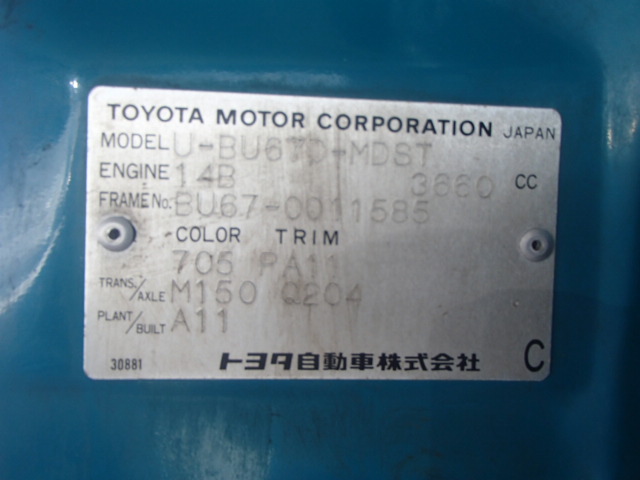 TOYOTA MOTOR CORPORATION JAPAN
MODEL U-BU67D-MDST
ENGINE 14B 3660 CC
FRAME No. BU67-0011585
COLOR TRIM
705 PA11
TRANS./AXLE M150 Q204
PLANT/BUILT A11
30881 トヨタ自動車株式会社 C